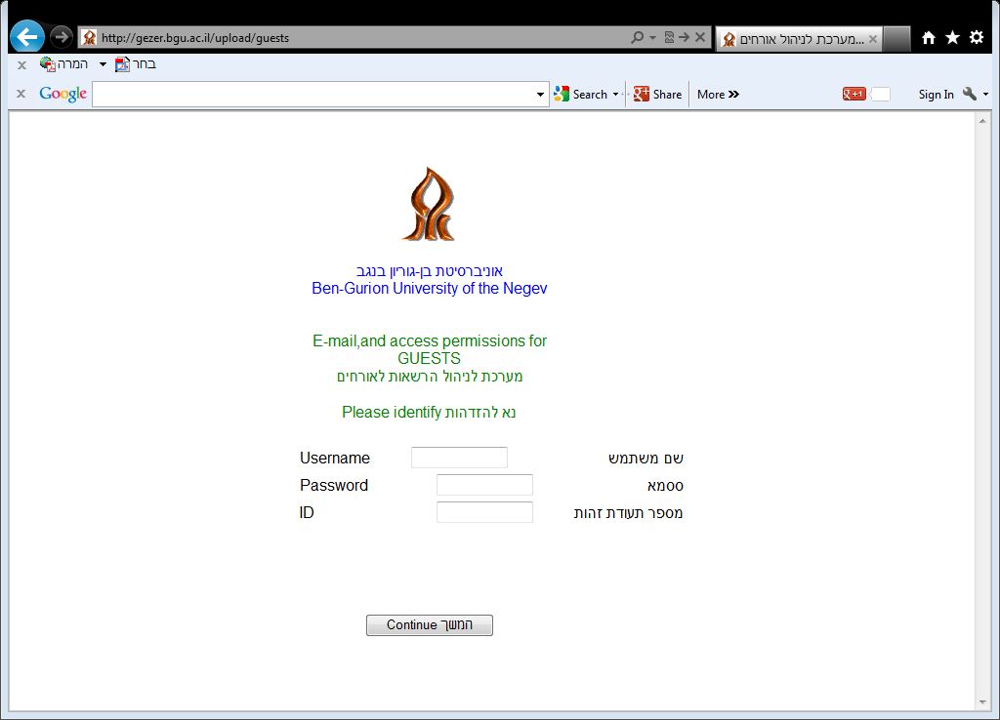 http://gezer.bgu.ac.il/upload/guests
מערכת לניהול אורחים...
המרה
בחר
Google
Search
Share
More
+1
Sign In
אוניברסיטת בן-גוריון בנגב
Ben-Gurion University of the Negev
E-mail,and access permissions for
GUESTS
מערכת לניהול הרשאות לאורחים
Please identify נא להזדהות
Username שם משתמש
Password סכמא
ID מספר תעודת זהות
Continue המשך